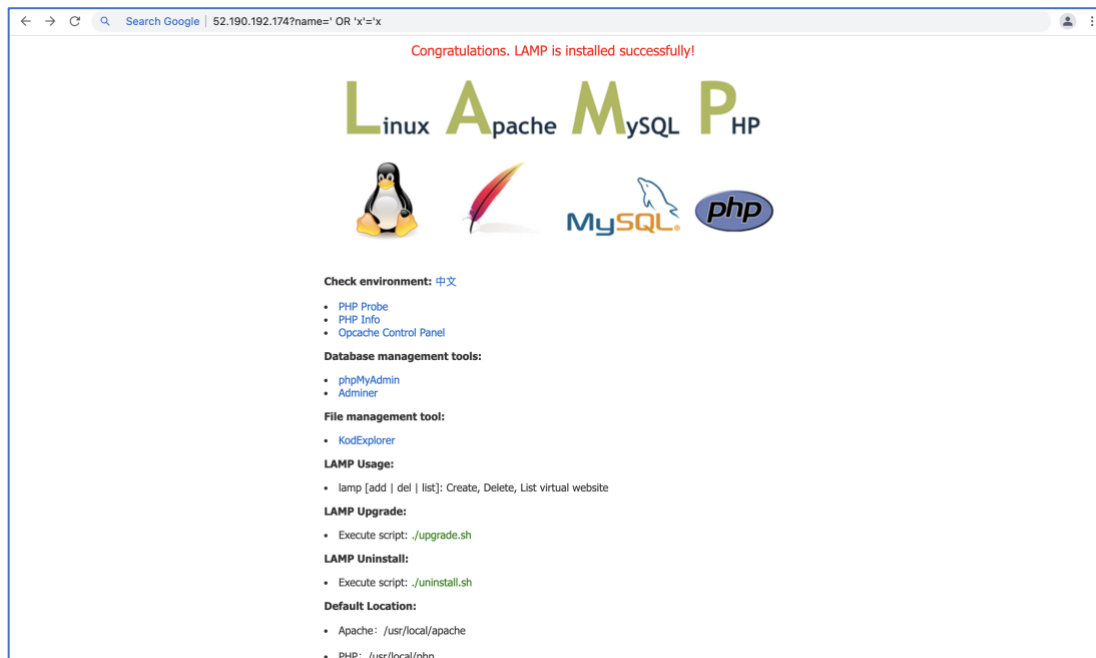 Search Google | 52.190.192.174?name=' OR 'x'='x
Congratulations. LAMP is installed successfully!
Linux Apache MySQL PHP
MySQL® php
Check environment: 中文
• PHP Probe
• PHP Info
• Opcache Control Panel
Database management tools:
• phpMyAdmin
• Adminer
File management tool:
• KodExplorer
LAMP Usage:
• lamp [add | del | list]: Create, Delete, List virtual website
LAMP Upgrade:
• Execute script: ./upgrade.sh
LAMP Uninstall:
• Execute script: ./uninstall.sh
Default Location:
• Apache：/usr/local/apache
• PHP：/usr/local/php